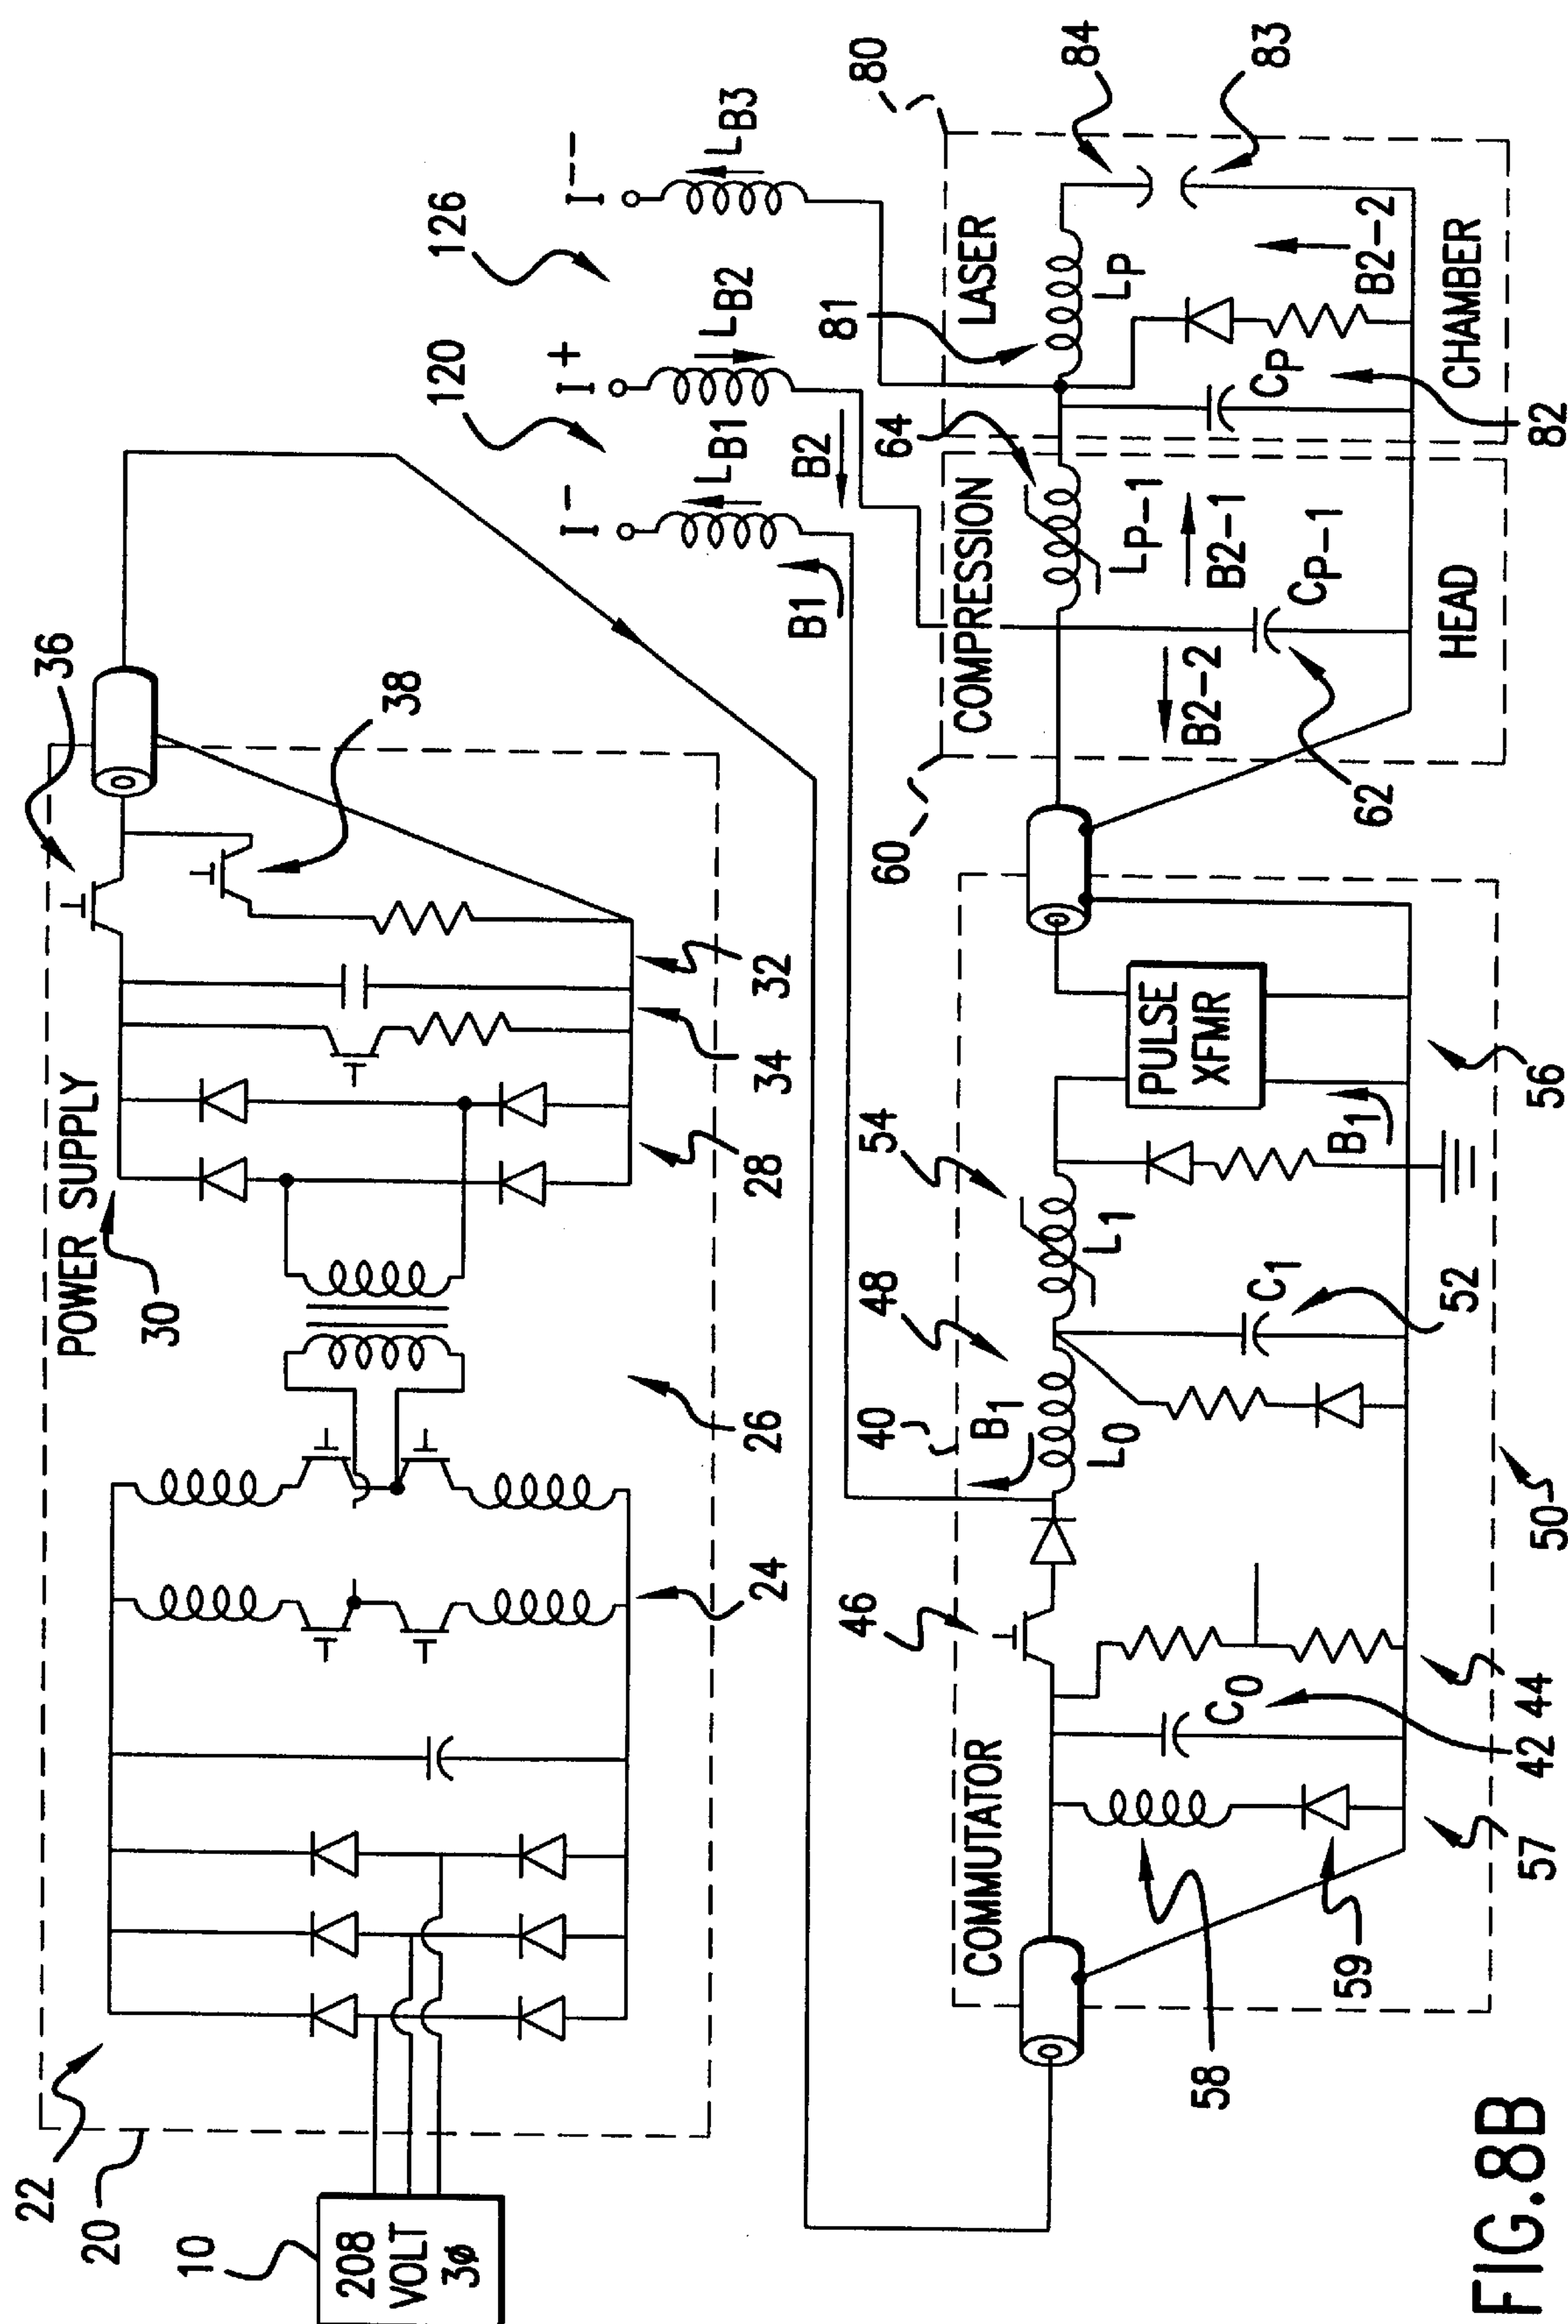 22
20
10
208
VOLT
3ø
POWER SUPPLY
30
24
26
28
34
32
36
38
120
126
I-
I+
I--
LB1
LB2
LB3
B1
B2
COMMUTATOR
58
59
57
42
44
C0
46
40
B1
48
L0
C1
52
54
L1
PULSE
XFMR
B1
56
50
60
COMPRESSION
HEAD
64
LP-1
B2-1
B2-2
CP-1
62
80
LASER
CHAMBER
81
LP
CP
82
B2-2
84
83
FIG.8B